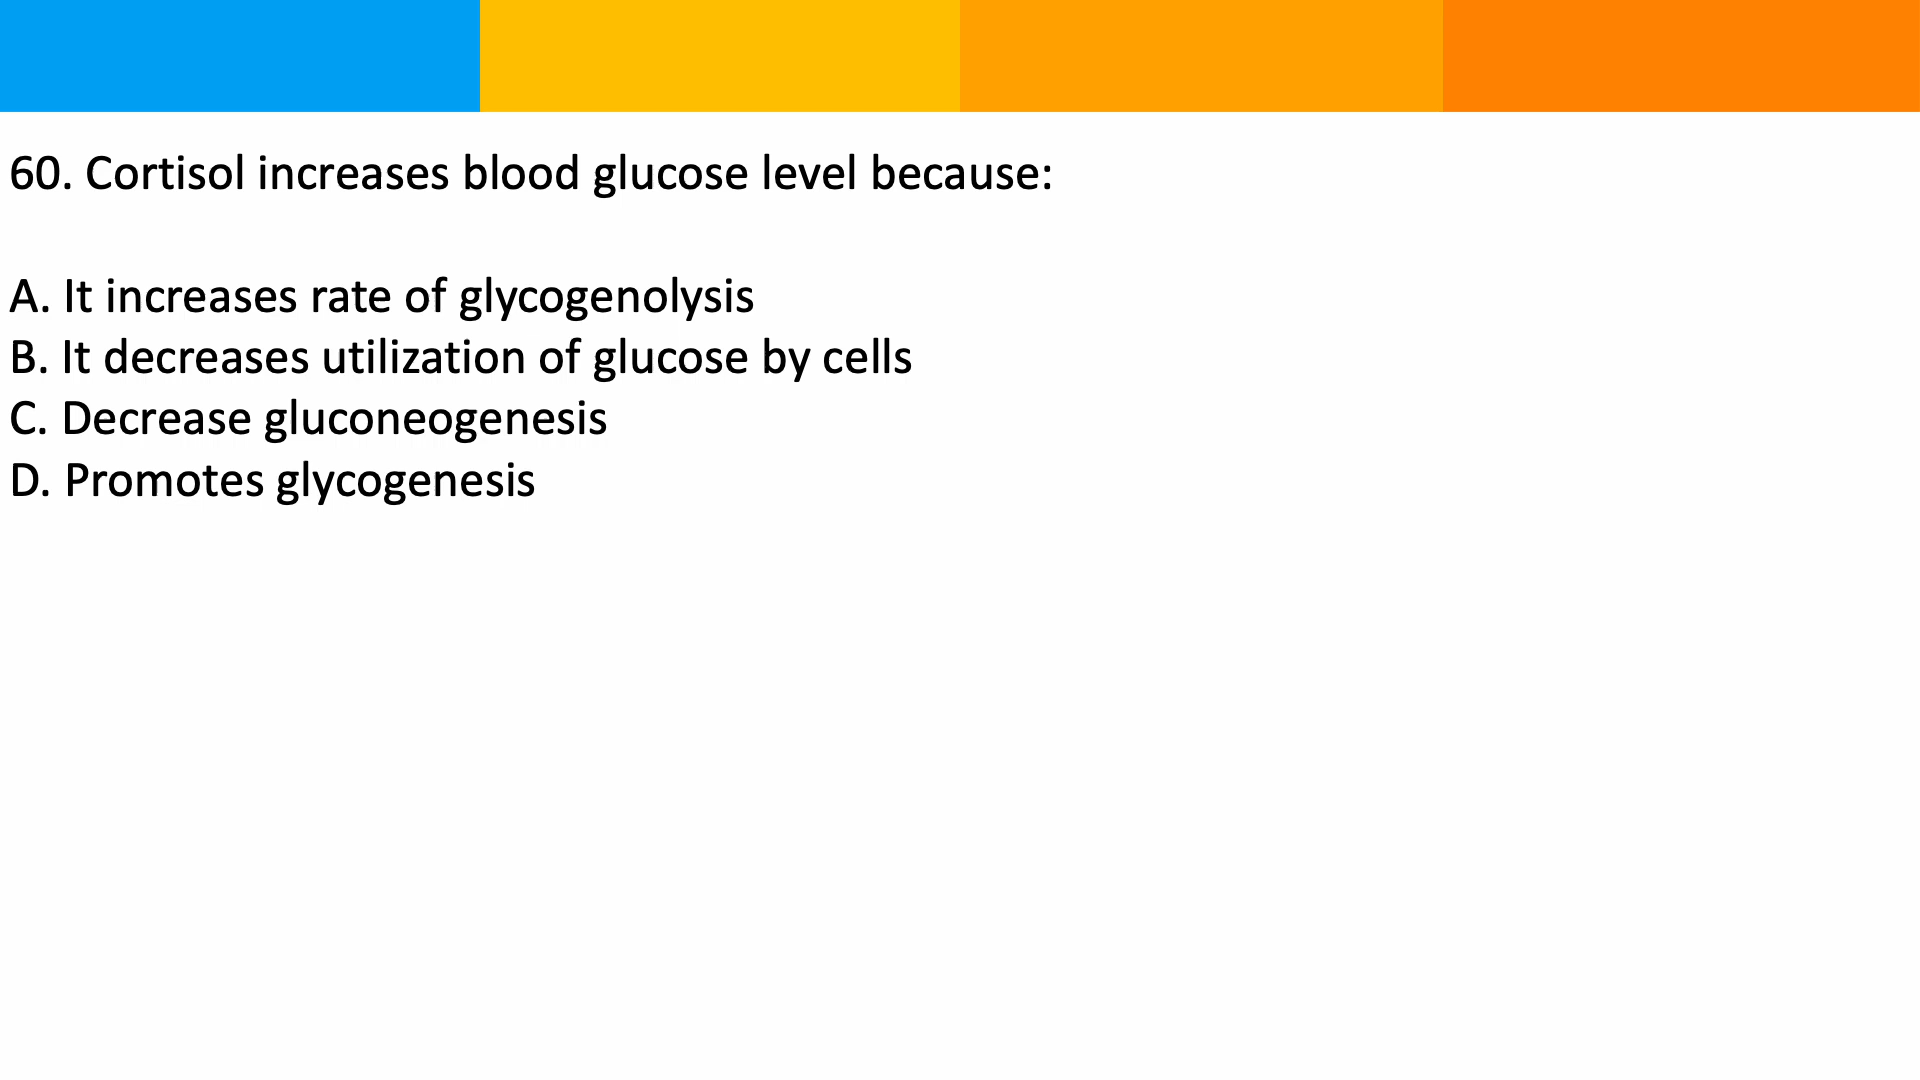 60. Cortisol increases blood glucose level because:
A. It increases rate of glycogenolysis
B. It decreases utilization of glucose by cells
C. Decrease gluconeogenesis
D. Promotes glycogenesis